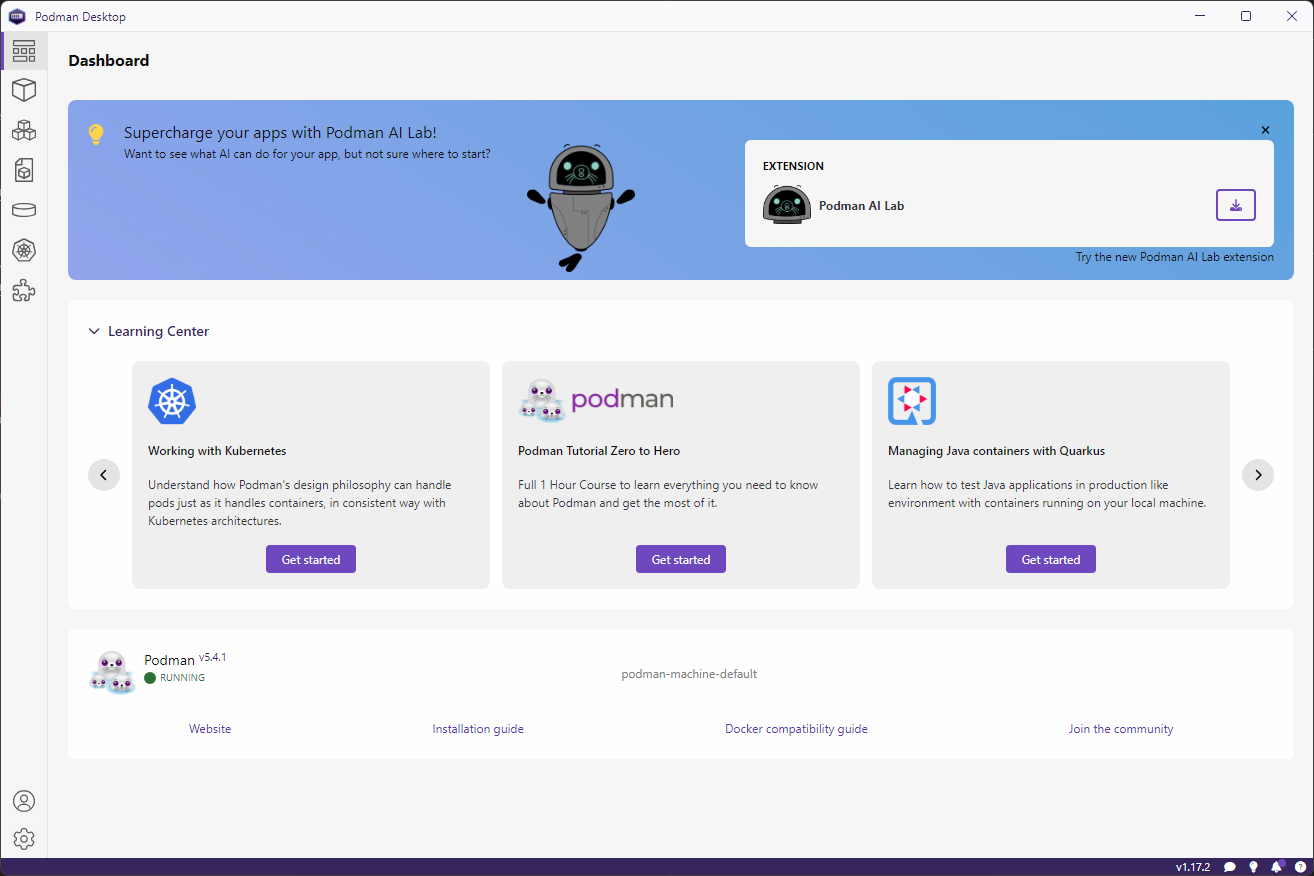 Podman Desktop
Dashboard
Supercharge your apps with Podman AI Lab!
Want to see what AI can do for your app, but not sure where to start?
EXTENSION
Podman AI Lab
Try the new Podman AI Lab extension
Learning Center
Working with Kubernetes
Understand how Podman's design philosophy can handle
pods just as it handles containers, in consistent way with
Kubernetes architectures.
Get started
podman
Podman Tutorial Zero to Hero
Full 1 Hour Course to learn everything you need to know
about Podman and get the most of it.
Get started
Managing Java containers with Quarkus
Learn how to test Java applications in production like
environment with containers running on your local machine.
Get started
Podman v5.4.1
RUNNING
podman-machine-default
Website
Installation guide
Docker compatibility guide
Join the community
v1.17.2